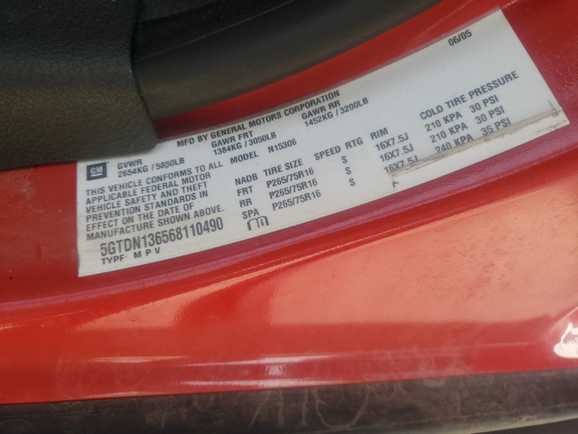 06/05
MFD BY GENERAL MOTORS CORPORATION
GM
GVWR GAWR FRT GAWR RR
2654KG / 5850LB 1384KG / 3050LB 1452KG / 3200LB
THIS VEHICLE CONFORMS TO ALL MODEL N15306
APPLICABLE FEDERAL MOTOR
VEHICLE SAFETY AND THEFT
PREVENTION STANDARDS IN
EFFECT ON THE DATE OF
MANUFACTURE SHOWN ABOVE.
NADB TIRE SIZE SPEED RTG RIM COLD TIRE PRESSURE
FRT P265/75R16 S 16X7.5J 210 KPA 30 PSI
RR P265/75R16 S 16X7.5J 210 KPA 30 PSI
SPA P265/75R16 S 16X7.5J 240 KPA 35 PSI
5GTDN136568110490
TYPE: M P V